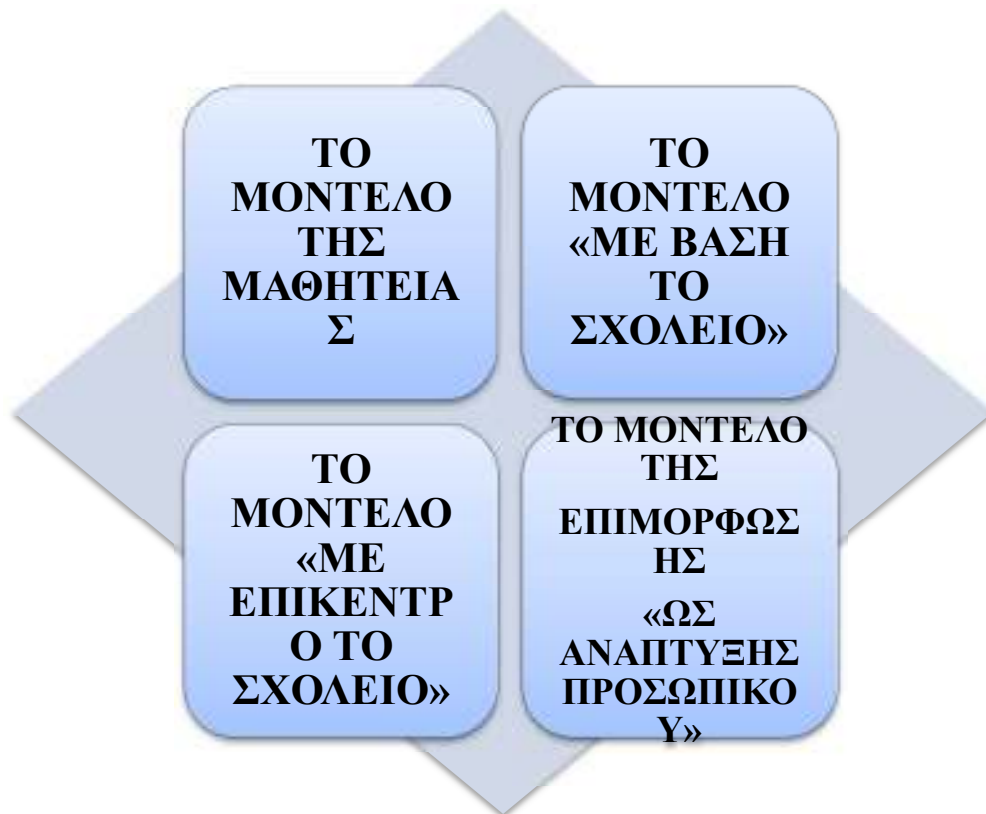 ΤΟ
ΜΟΝΤΕΛΟ
ΤΗΣ
ΜΑΘΗΤΕΙΑ
Σ
ΤΟ
ΜΟΝΤΕΛΟ
«ΜΕ ΒΑΣΗ
ΤΟ
ΣΧΟΛΕΙΟ»
ΤΟ
ΜΟΝΤΕΛΟ
«ΜΕ
ΕΠΙΚΕΝΤΡ
Ο ΤΟ
ΣΧΟΛΕΙΟ»
ΤΟ ΜΟΝΤΕΛΟ
ΤΗΣ
ΕΠΙΜΟΡΦΩΣ
ΗΣ
«ΩΣ
ΑΝΑΠΤΥΞΗΣ
ΠΡΟΣΩΠΙΚΟ
Υ»